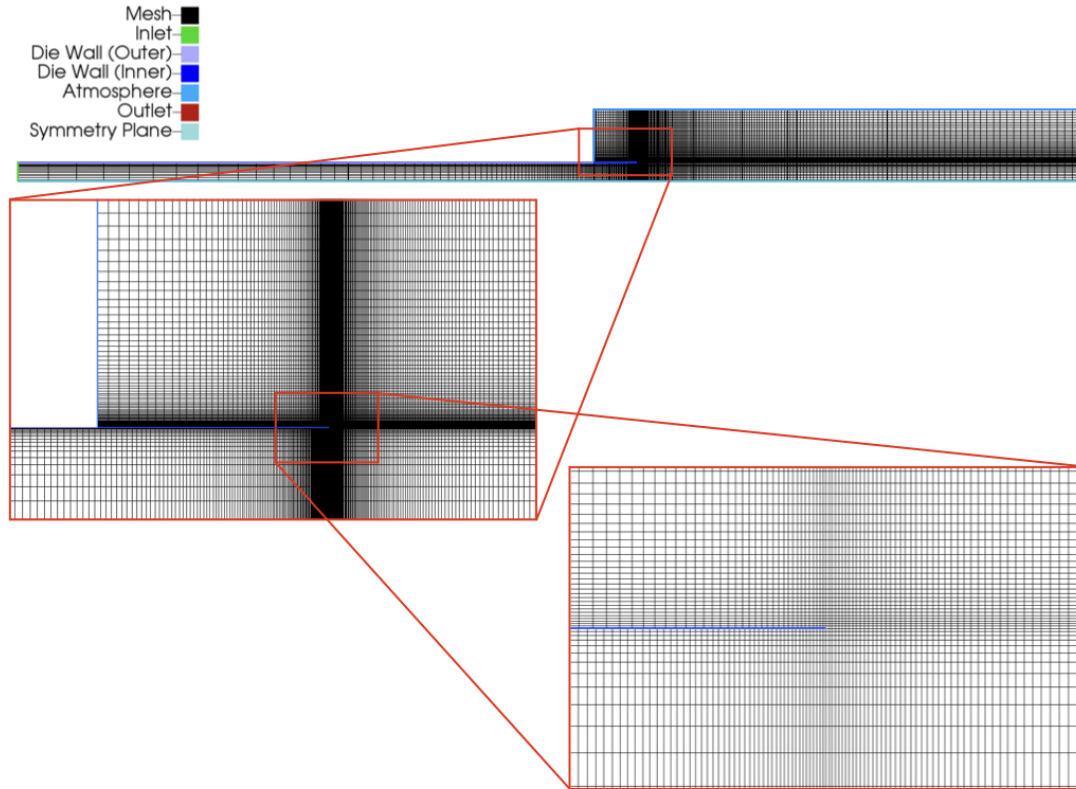 Mesh
Inlet
Die Wall (Outer)
Die Wall (Inner)
Atmosphere
Outlet
Symmetry Plane